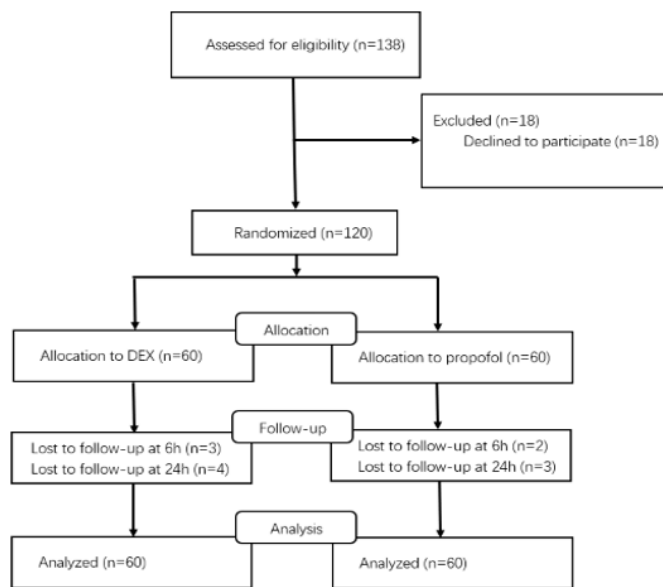 Assessed for eligibility (n=138)
Excluded (n=18)
Declined to participate (n=18)
Randomized (n=120)
Allocation
Allocation to DEX (n=60)
Allocation to propofol (n=60)
Follow-up
Lost to follow-up at 6h (n=3)
Lost to follow-up at 24h (n=4)
Lost to follow-up at 6h (n=2)
Lost to follow-up at 24h (n=3)
Analysis
Analyzed (n=60)
Analyzed (n=60)